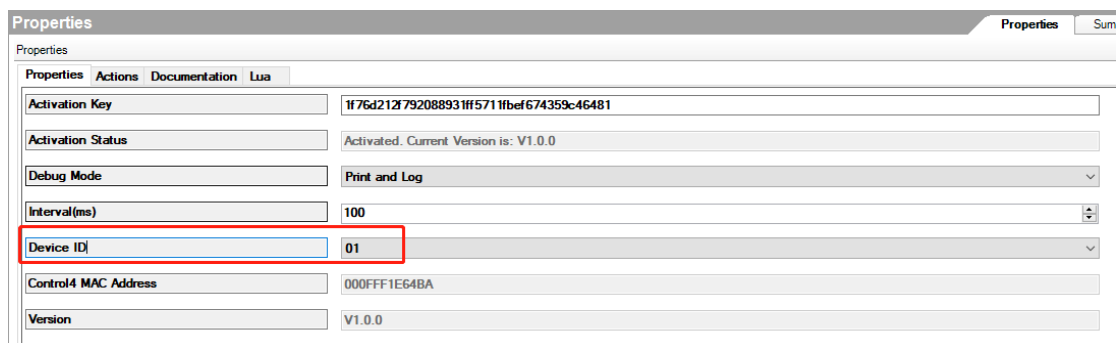 Properties
Properties Sum
Properties
Properties Actions Documentation Lua
Activation Key 1f76d212f792088931ff5711fbef674359c46481
Activation Status Activated. Current Version is: V1.0.0
Debug Mode Print and Log
Interval(ms) 100
Device ID 01
Control4 MAC Address 000FFF1E64BA
Version V1.0.0